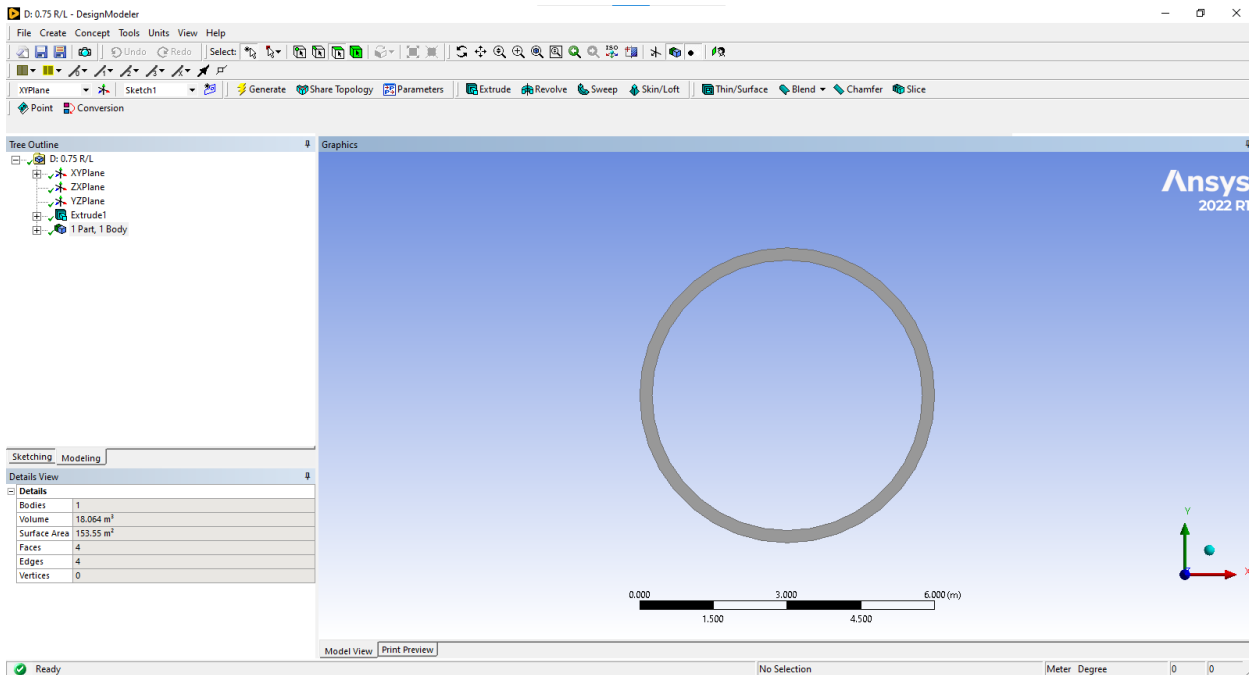 D: 0.75 R/L - DesignModeler
File Create Concept Tools Units View Help
Undo Redo Select: ISO
XYPlane Sketch1 Generate Share Topology Parameters Extrude Revolve Sweep Skin/Loft Thin/Surface Blend Chamfer Slice
Point Conversion
Tree Outline
D: 0.75 R/L
XYPlane
ZXPlane
YZPlane
Extrude1
1 Part, 1 Body
Sketching Modeling
Details View
Details
Bodies 1
Volume 18.064 m³
Surface Area 153.55 m²
Faces 4
Edges 4
Vertices 0
Graphics
Ansys
2022 R1
0.000 3.000 6.000 (m)
1.500 4.500
Y
X
Model View Print Preview
Ready No Selection Meter Degree 0 0